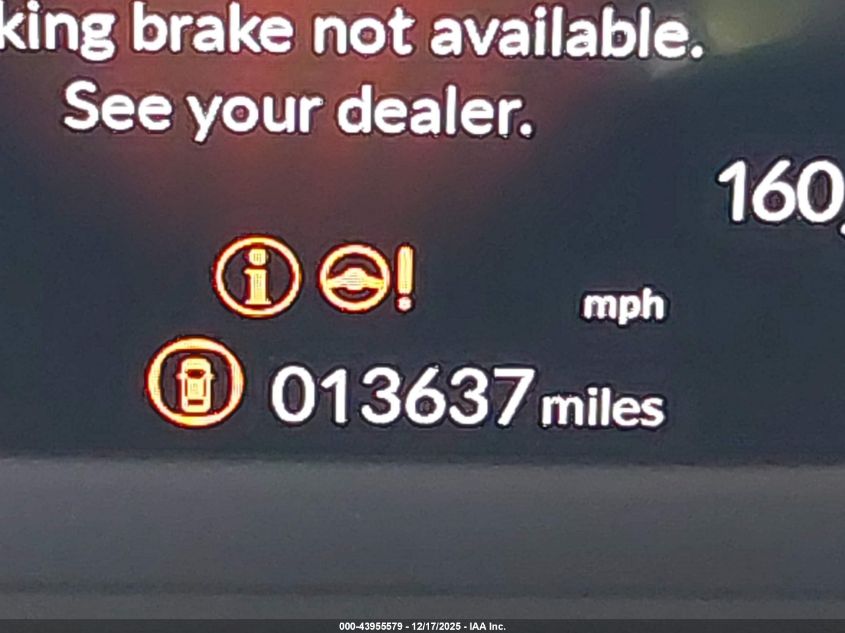 king brake not available.
See your dealer.
160
mph
013637 miles
000-43955579 - 12/17/2025 - IAA Inc.